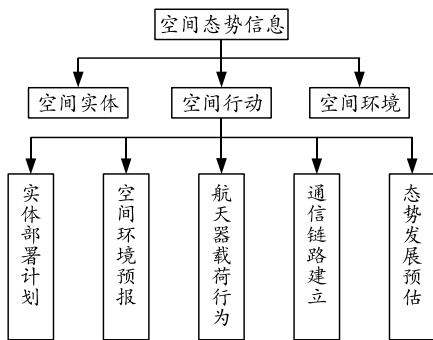 空间态势信息
空间实体
空间行动
空间环境
实体部署计划
空间环境预报
航天器载荷行为
通信链路建立
态势发展预估